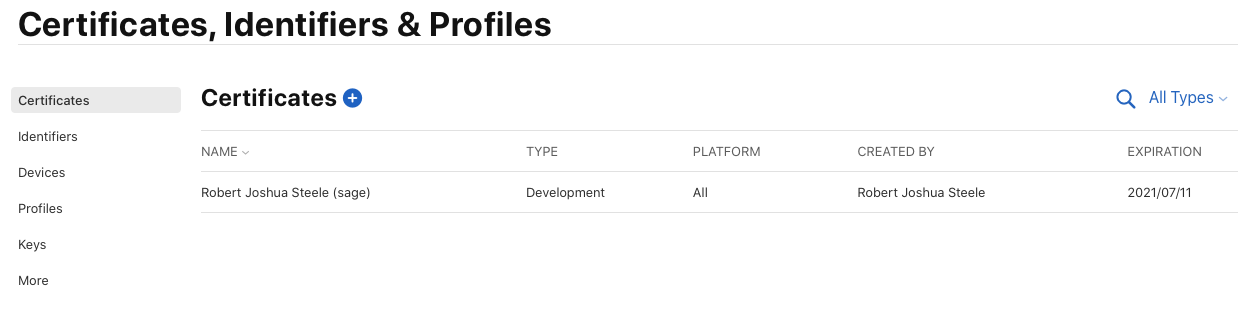 Certificates, Identifiers & Profiles
Certificates
Identifiers
Devices
Profiles
Keys
More
Certificates
All Types
NAME TYPE PLATFORM CREATED BY EXPIRATION
Robert Joshua Steele (sage) Development All Robert Joshua Steele 2021/07/11